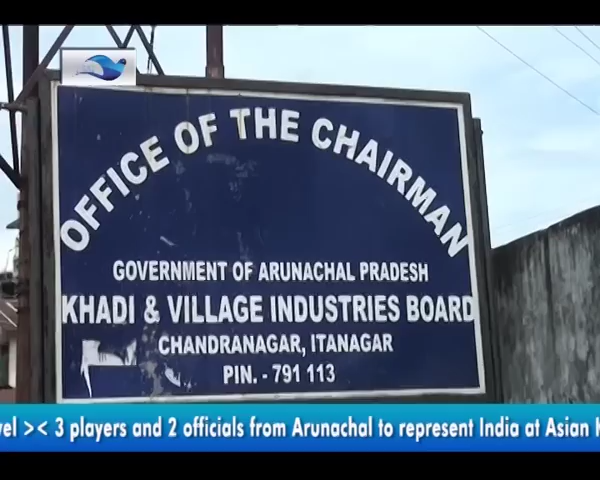 OFFICE OF THE CHAIRMAN
GOVERNMENT OF ARUNACHAL PRADESH
KHADI & VILLAGE INDUSTRIES BOARD
CHANDRANAGAR, ITANAGAR
PIN. - 791 113
>< 3 players and 2 officials from Arunachal to represent India at Asian